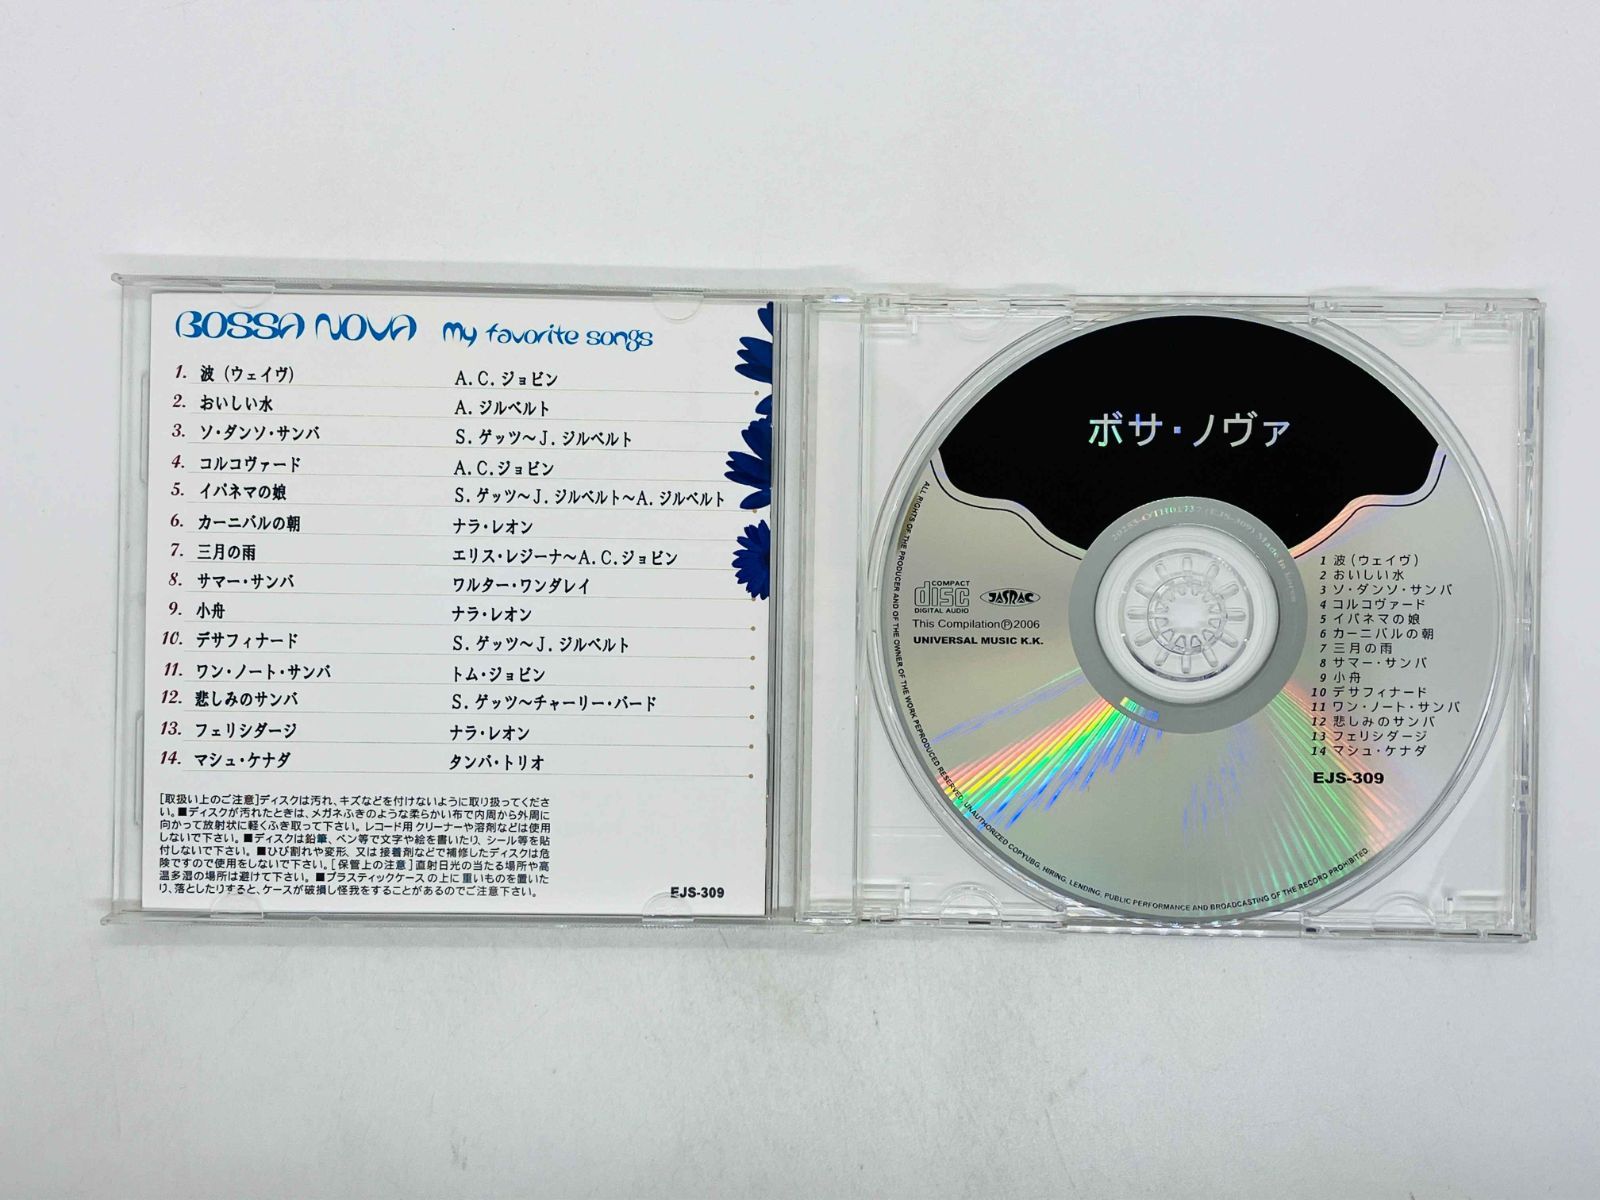 BOSSA NOVA my favorite songs
1. 波（ウェイヴ） A.C.ジョビン
2. おいしい水 A. ジルベルト
3. ソ・ダンソ・サンバ S. ゲッツ〜J. ジルベルト
4. コルコヴァード A.C.ジョビン
5. イパネマの娘 S. ゲッツ〜J. ジルベルト〜A. ジルベルト
6. カーニバルの朝 ナラ・レオン
7. 三月の雨 エリス・レジーナ〜A.C.ジョビン
8. サマー・サンバ ワルター・ワンダレイ
9. 小舟 ナラ・レオン
10. デサフィナード S. ゲッツ〜J. ジルベルト
11. ワン・ノート・サンバ トム・ジョビン
12. 悲しみのサンバ S. ゲッツ〜チャーリー・バード
13. フェリシダージ ナラ・レオン
14. マシュ・ケナダ タンバ・トリオ
[取扱い上のご注意]ディスクは汚れ、キズなどを付けないように取り扱ってくださ
い。■ディスクが汚れたときは、メガネふきのような柔らかい布で内周から外周に
向かって放射状に軽くふき取って下さい。レコード用クリーナーや溶剤などは使用
しないで下さい。■ディスクは鉛筆、ペン等で文字や絵を書いたり、シール等を貼
付しないで下さい。■ひび割れや変形、又は接着剤などで補修したディスクは危
険ですので使用をしないで下さい。[保管上の注意]直射日光の当たる場所や高
温多湿の場所は避けて下さい。■プラスティックケースの上に重いものを置いた
り、落としたりすると、ケースが破損し怪我をすることがあるのでご注意下さい。
EJS-309
ボサ・ノヴァ
COMPACT
disc
DIGITAL AUDIO
JASRAC
This Compilation℗2006
UNIVERSAL MUSIC K.K.
1 波（ウェイヴ）
2 おいしい水
3 ソ・ダンソ・サンバ
4 コルコヴァード
5 イパネマの娘
6 カーニバルの朝
7 三月の雨
8 サマー・サンバ
9 小舟
10 デサフィナード
11 ワン・ノート・サンバ
12 悲しみのサンバ
13 フェリシダージ
14 マシュ・ケナダ
EJS-309
ALL RIGHTS OF THE PRODUCER AND OF THE OWNER OF THE WORK PEPRODUCED RESERVED. UNAUTHORIZED COPYUBG, HIRING, LENDING, PUBLIC PERFORMANCE AND BROADCASTING OF THE RECORD PROHIBITED.
(EJS-309) Made in Korea